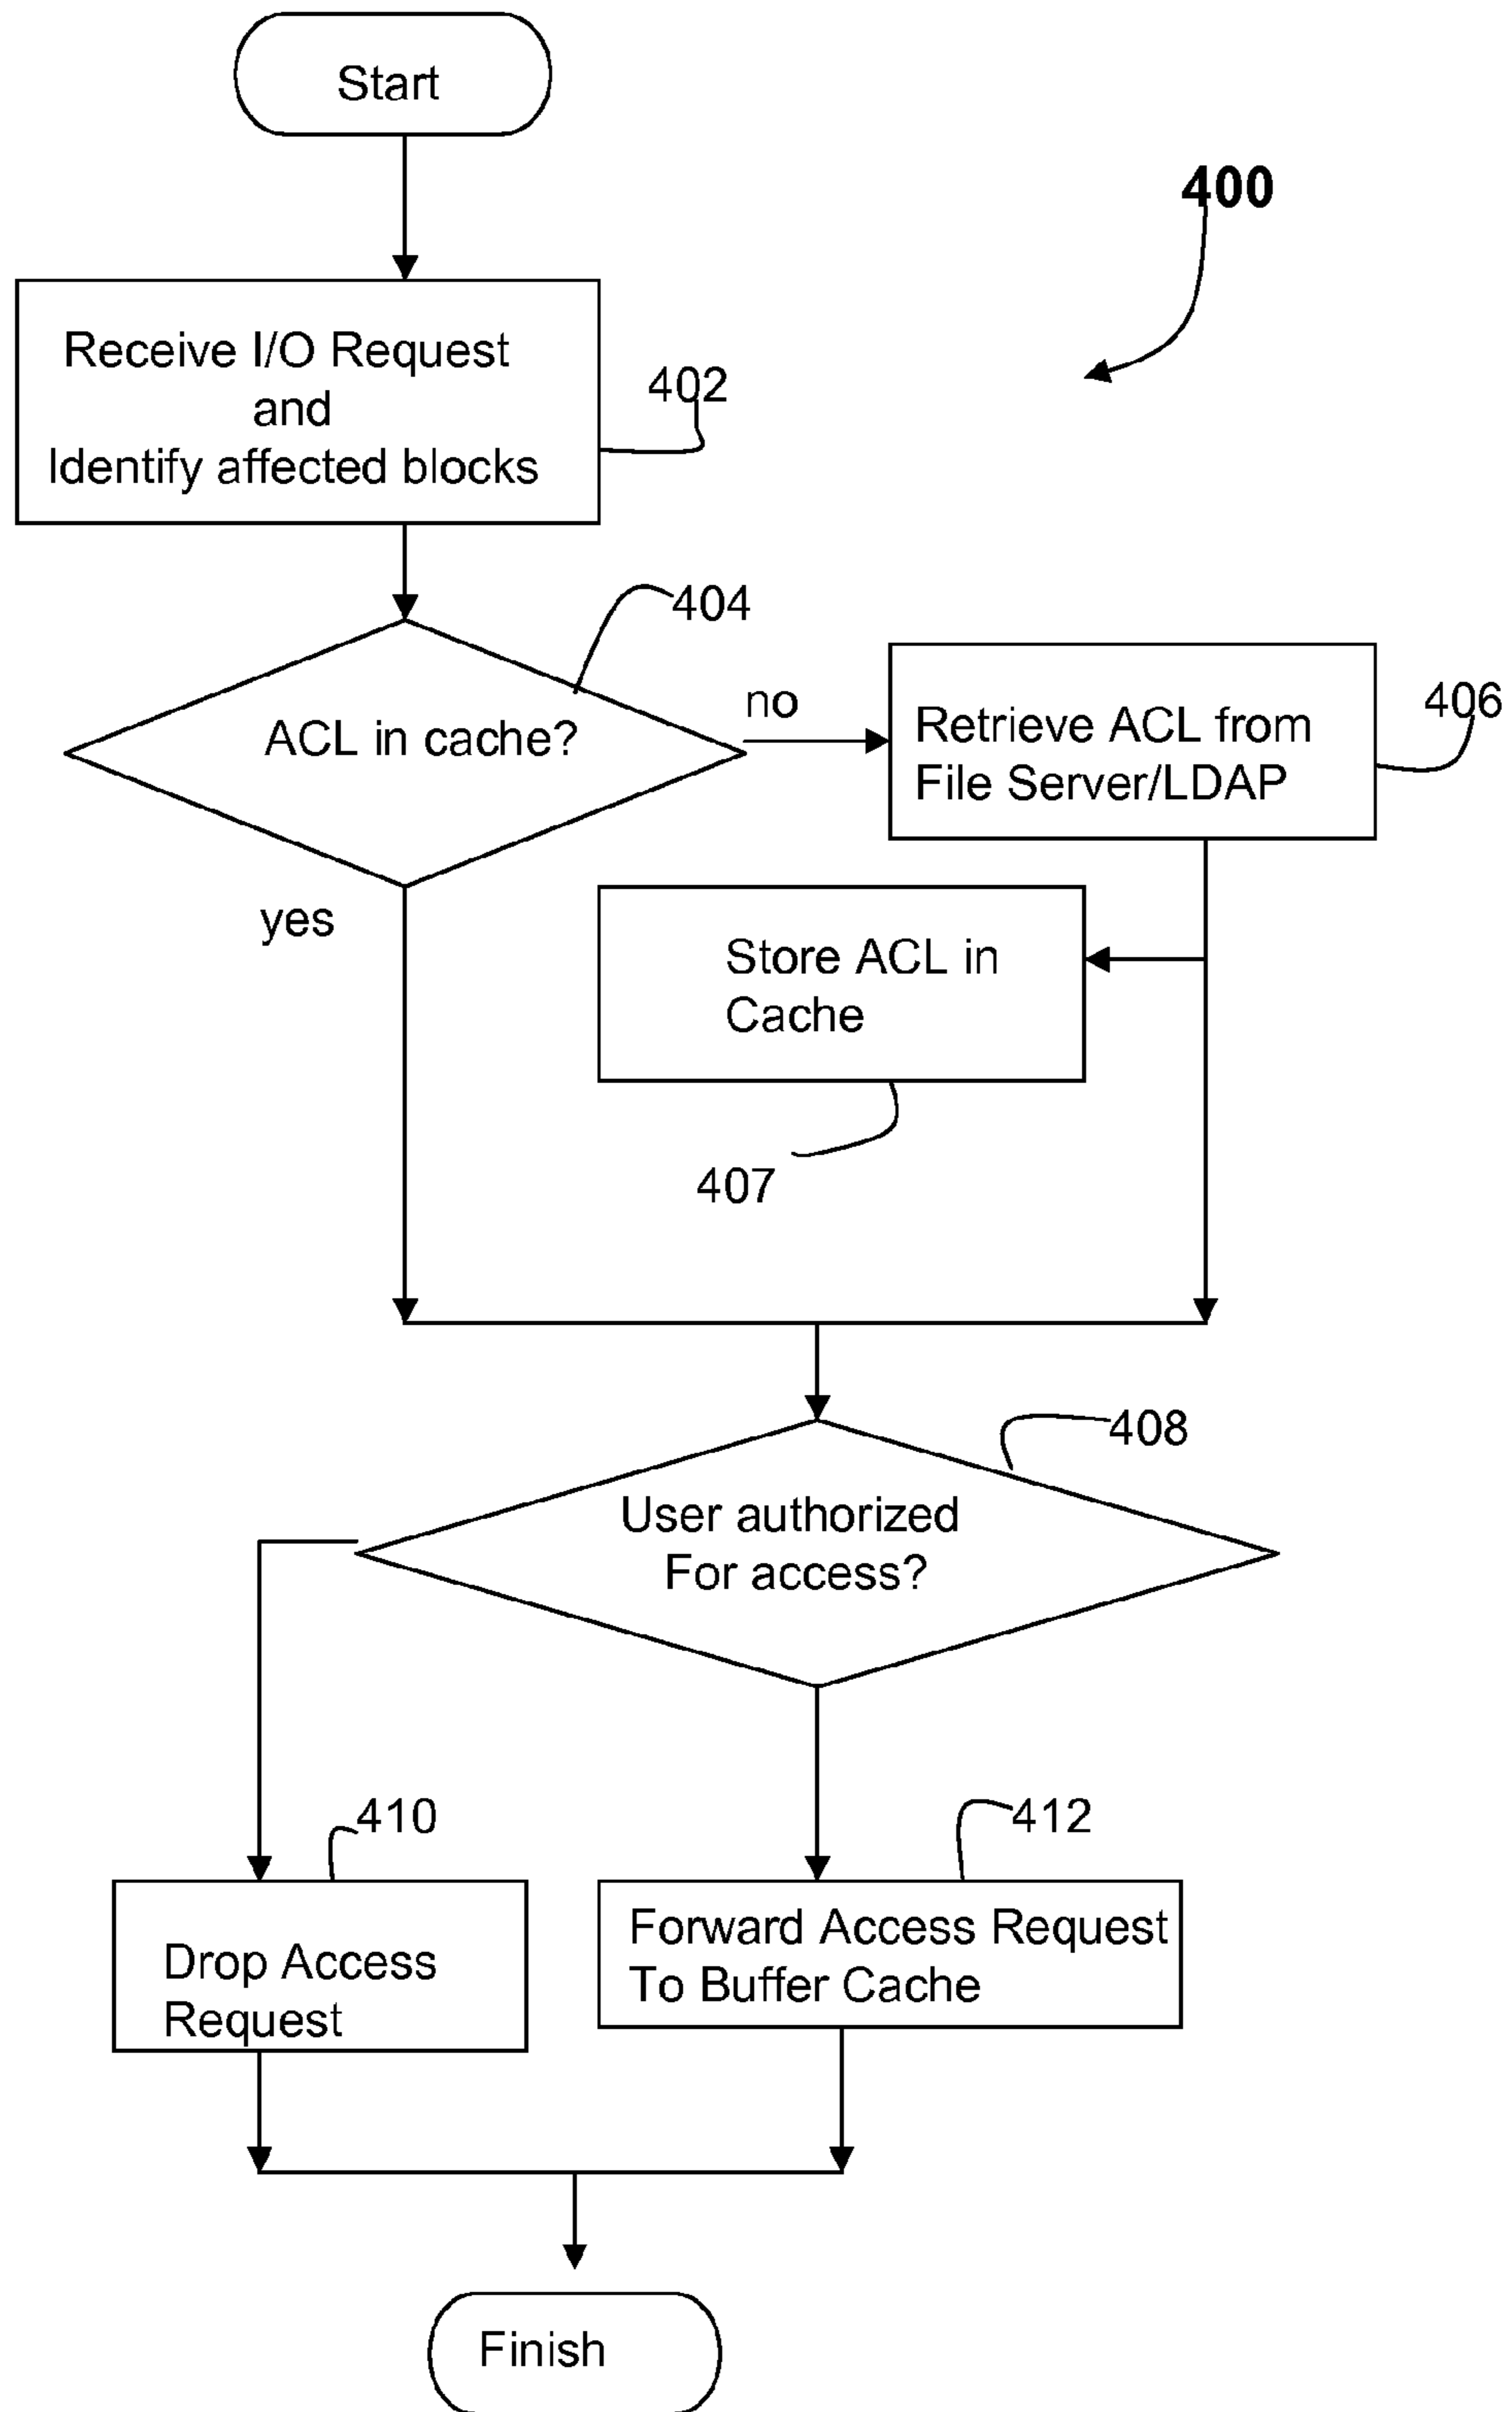 Start
400
Receive I/O Request
and
Identify affected blocks
402
404
ACL in cache?
no
Retrieve ACL from
File Server/LDAP
406
yes
Store ACL in
Cache
407
408
User authorized
For access?
410
412
Drop Access
Request
Forward Access Request
To Buffer Cache
Finish